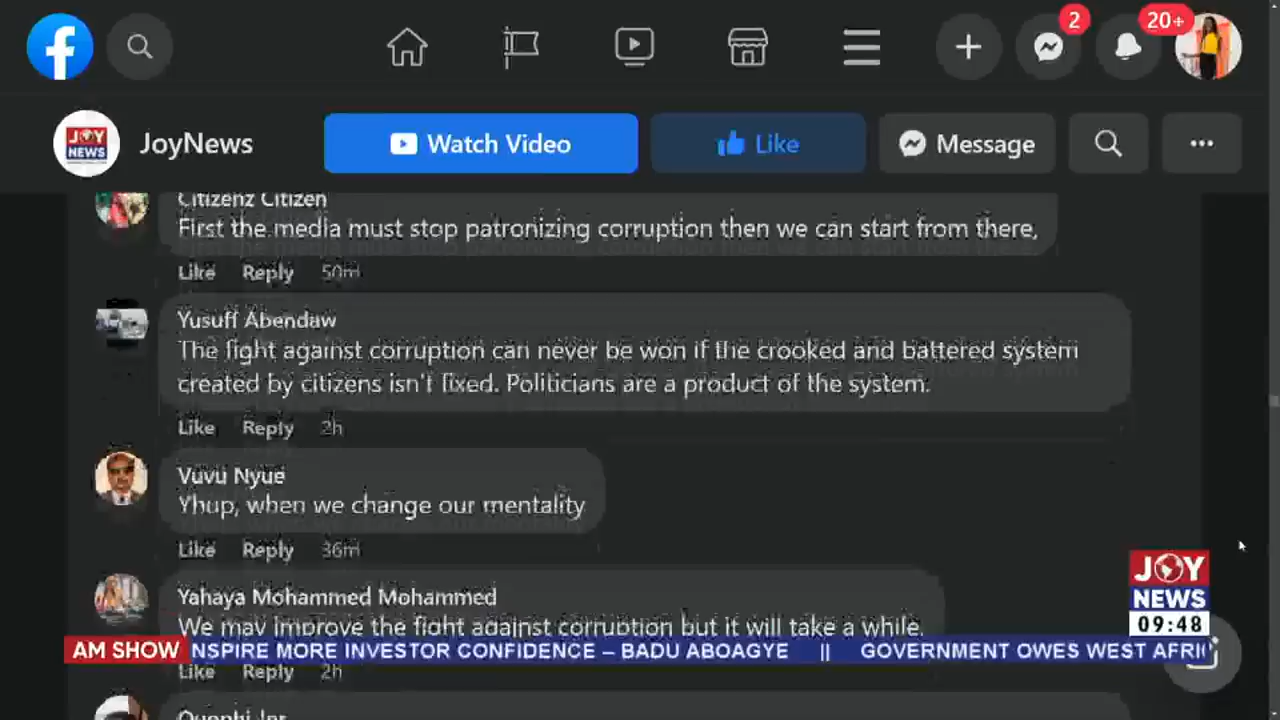 2
20+
JOY
NEWS
JoyNews
Watch Video
Like
Message
Citizenz Citizen
First the media must stop patronizing corruption then we can start from there,
Like Reply 50m
Yusuff Abendaw
The fight against corruption can never be won if the crooked and battered system
created by citizens isn't fixed. Politicians are a product of the system.
Like Reply 2h
Vuvu Nyue
Yhup, when we change our mentality
Like Reply 36m
Yahaya Mohammed Mohammed
We may improve the fight against corruption but it will take a while.
JOY
NEWS
09:48
AM SHOW NSPIRE MORE INVESTOR CONFIDENCE – BADU ABOAGYE || GOVERNMENT OWES WEST AFRI
Like Reply 2h